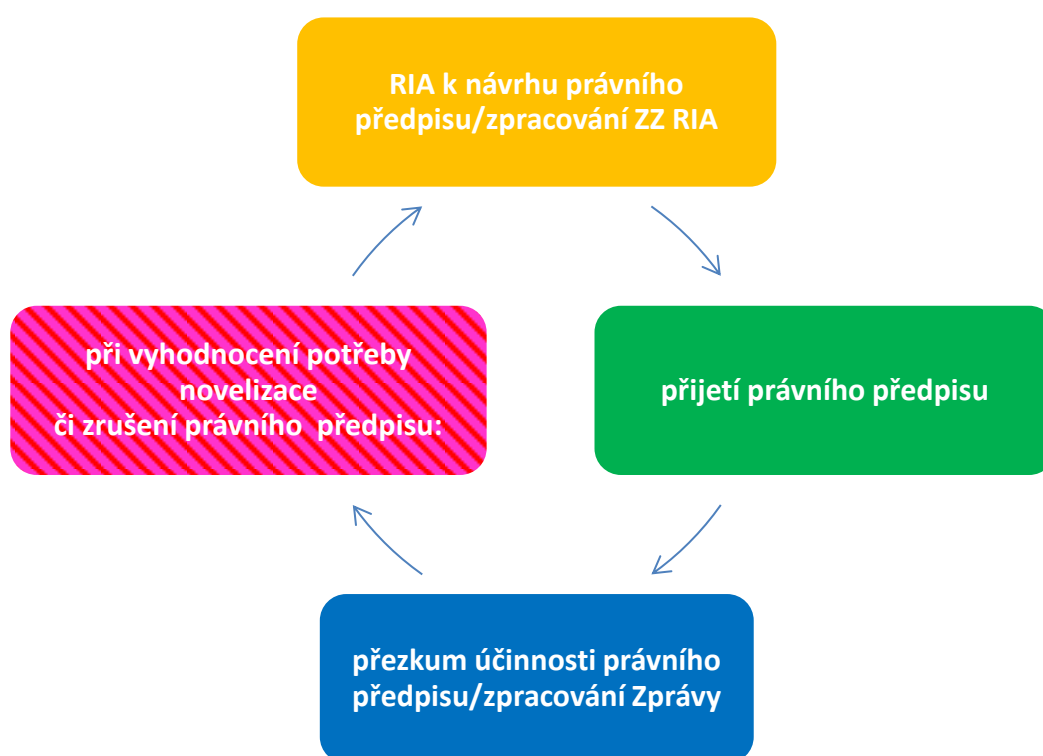 RIA k návrhu právního
předpisu/zpracování ZZ RIA
při vyhodnocení potřeby
novelizace
či zrušení právního předpisu:
přijetí právního předpisu
přezkum účinnosti právního
předpisu/zpracování Zprávy